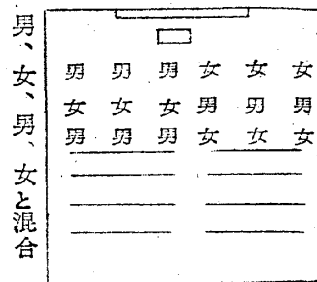 男、女、男、女と混合
男 男 男 女 女 女
女 女 女 男 男 男
男 男 男 女 女 女